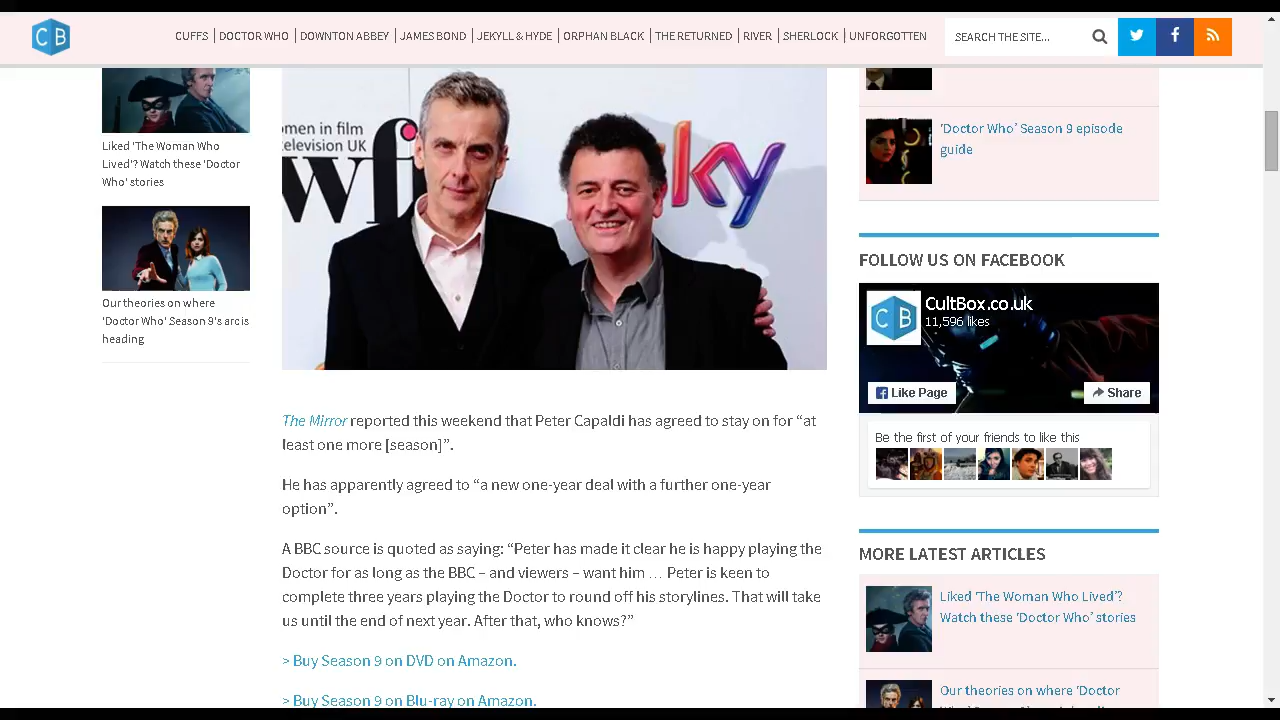 CB
CUFFS
DOCTOR WHO
DOWNTON ABBEY
JAMES BO
KYLL & HYDE
ORPHAN BLACK
THE RETURNED
RIVER
SHERLOCK
UNFORGOTTEN
SEARCH THE SITE...
Liked 'The Woman Who
Lived'? Watch these 'Doctor
Who' stories
Our theories on where
'Doctor Who' Season 9's arc is
heading
omen in film
television UK
wf
sky
The Mirror reported this weekend that Peter Capaldi has agreed to stay on for “at
least one more [season]”.
He has apparently agreed to “a new one-year deal with a further one-year
option”.
A BBC source is quoted as saying: “Peter has made it clear he is happy playing the
Doctor for as long as the BBC – and viewers – want him … Peter is keen to
complete three years playing the Doctor to round off his storylines. That will take
us until the end of next year. After that, who knows?”
> Buy Season 9 on DVD on Amazon.
> Buy Season 9 on Blu-ray on Amazon.
‘Doctor Who’ Season 9 episode
guide
FOLLOW US ON FACEBOOK
CB
CultBox.co.uk
11,596 likes
Like Page
Share
Be the first of your friends to like this
MORE LATEST ARTICLES
Liked ‘The Woman Who Lived’?
Watch these ‘Doctor Who’ stories
Our theories on where ‘Doctor